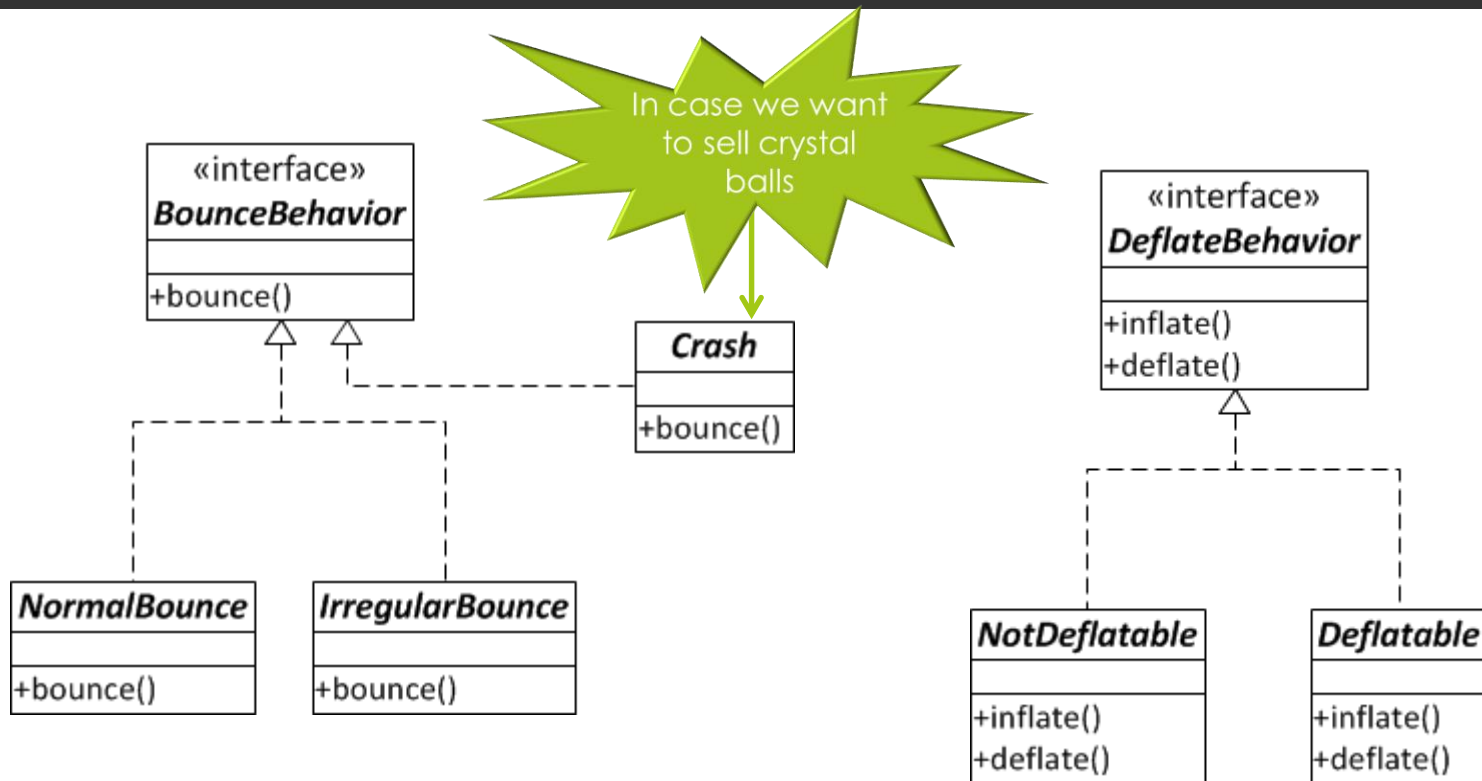 In case we want
to sell crystal
balls
«interface»
BounceBehavior
+bounce()
Crash
+bounce()
NormalBounce
+bounce()
IrregularBounce
+bounce()
«interface»
DeflateBehavior
+inflate()
+deflate()
NotDeflatable
+inflate()
+deflate()
Deflatable
+inflate()
+deflate()